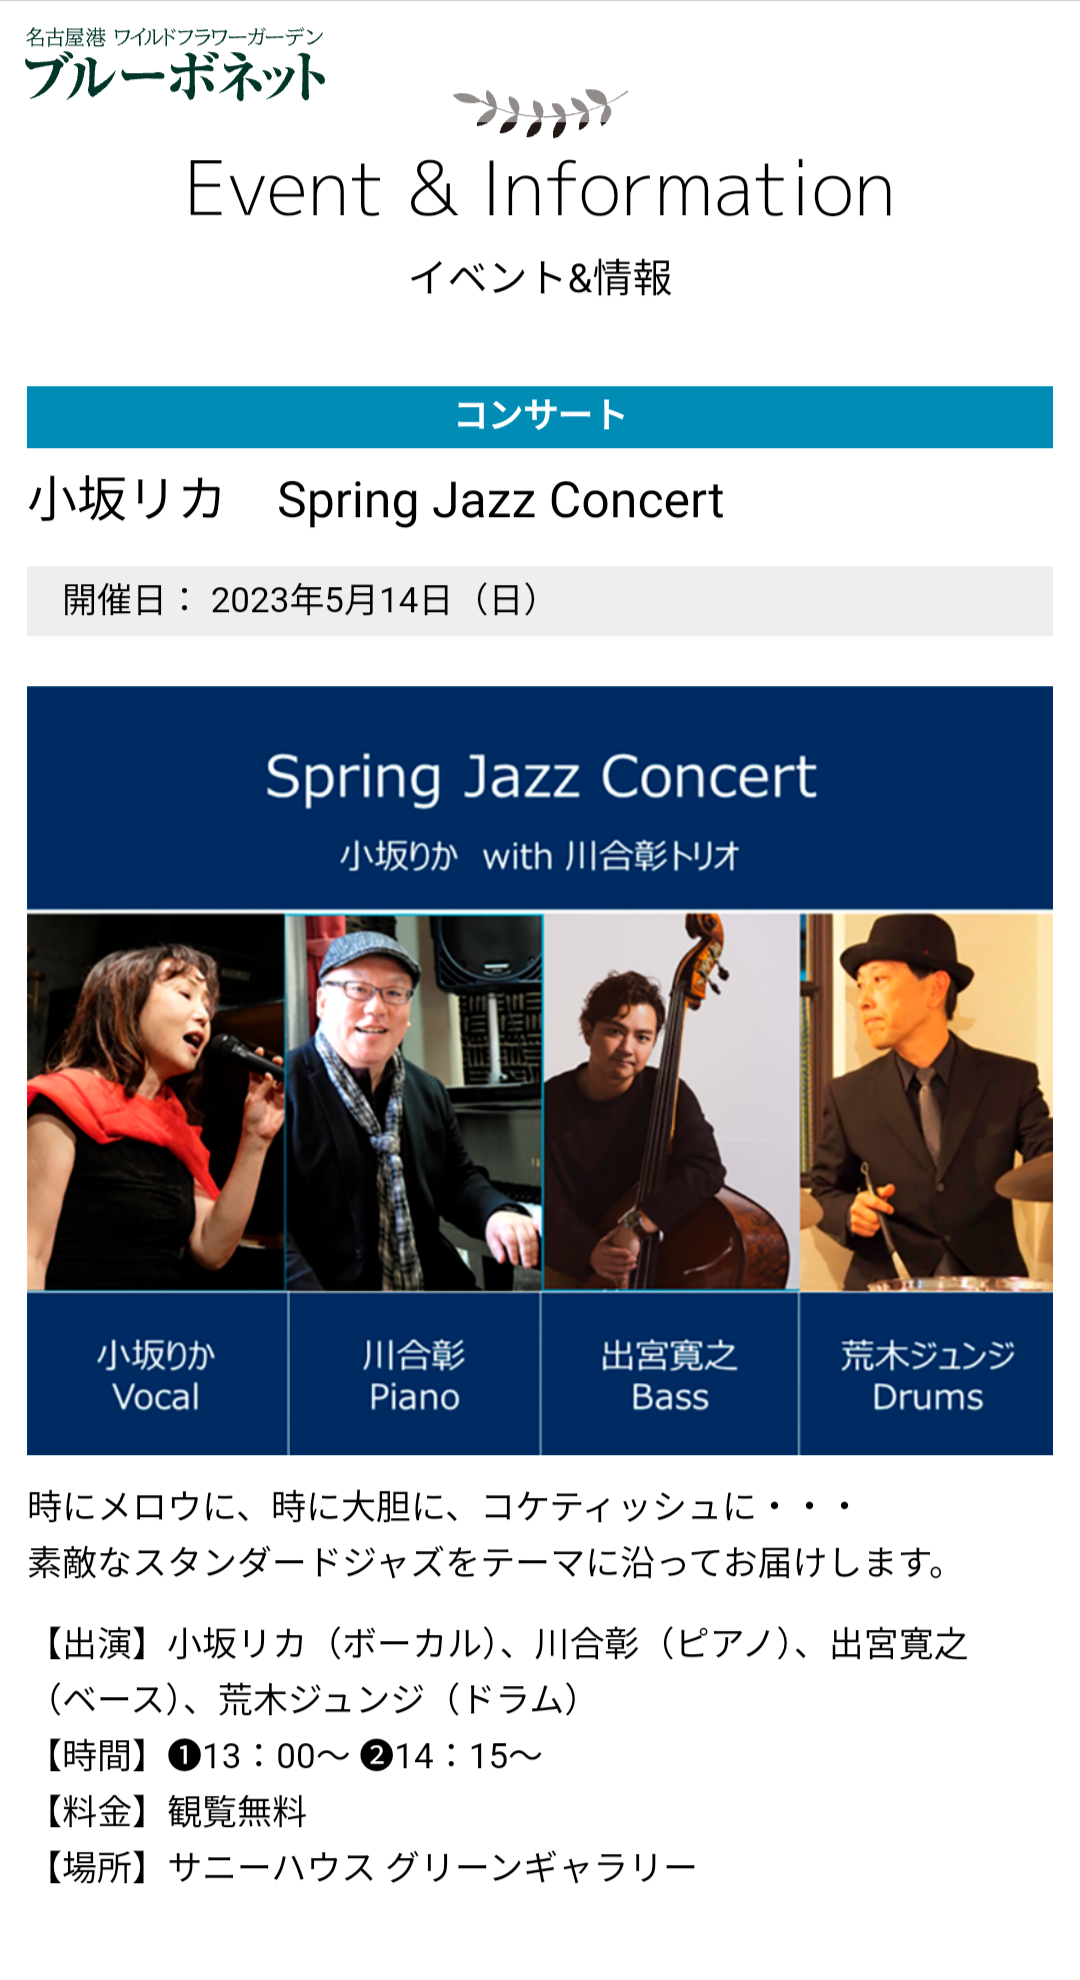 名古屋港 ワイルドフラワーガーデン
ブルーボネット
Event & Information
イベント&情報
コンサート
小坂リカ　Spring Jazz Concert
開催日： 2023年5月14日（日）
Spring Jazz Concert
小坂りか with 川合彰トリオ
小坂りか
Vocal
川合彰
Piano
出宮寛之
Bass
荒木ジュンジ
Drums
時にメロウに、時に大胆に、コケティッシュに・・・
素敵なスタンダードジャズをテーマに沿ってお届けします。
【出演】小坂リカ（ボーカル）、川合彰（ピアノ）、出宮寛之
（ベース）、荒木ジュンジ（ドラム）
【時間】❶13：00〜 ❷14：15〜
【料金】観覧無料
【場所】サニーハウス グリーンギャラリー